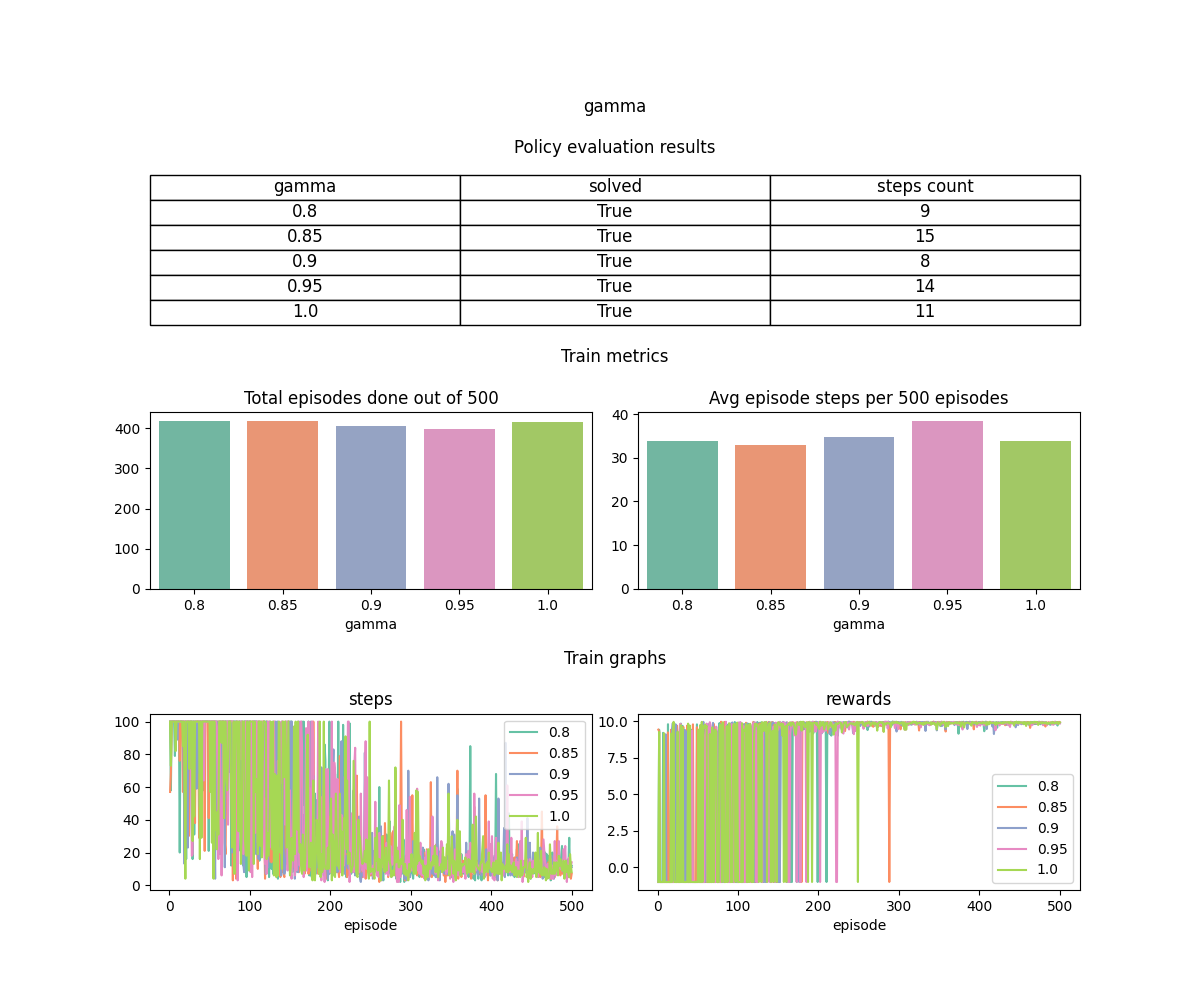 gamma
Policy evaluation results
gamma solved steps count
0.8 True 9
0.85 True 15
0.9 True 8
0.95 True 14
1.0 True 11
Train metrics
Total episodes done out of 500
400
300
200
100
0
0.8 0.85 0.9 0.95 1.0
gamma
Avg episode steps per 500 episodes
40
30
20
10
0
0.8 0.85 0.9 0.95 1.0
gamma
Train graphs
steps
100
80
60
40
20
0
0 100 200 300 400 500
episode
0.8
0.85
0.9
0.95
1.0
rewards
10.0
7.5
5.0
2.5
0.0
0 100 200 300 400 500
episode
0.8
0.85
0.9
0.95
1.0